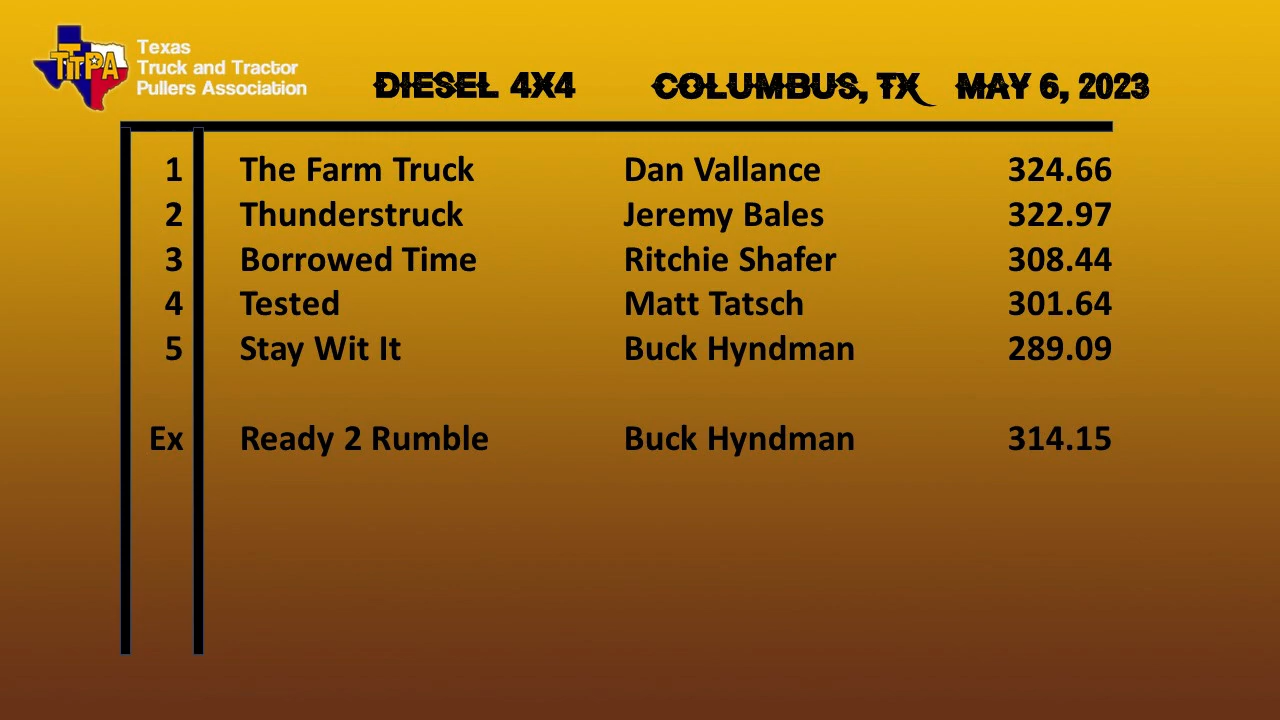 TTTPA
Texas
Truck and Tractor
Pullers Association
DIESEL 4X4 COLUMBUS, TX MAY 6, 2023
1 The Farm Truck Dan Vallance 324.66
2 Thunderstruck Jeremy Bales 322.97
3 Borrowed Time Ritchie Shafer 308.44
4 Tested Matt Tatsch 301.64
5 Stay Wit It Buck Hyndman 289.09
Ex Ready 2 Rumble Buck Hyndman 314.15